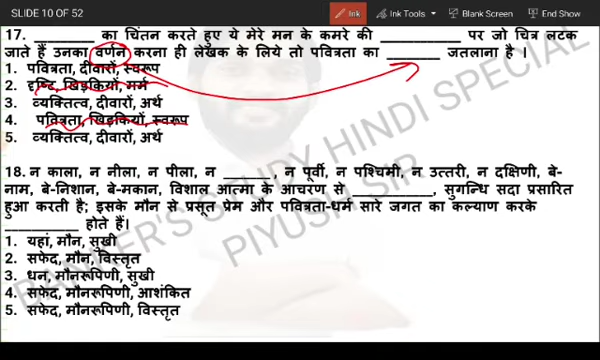 SLIDE 10 OF 52
Ink
Ink Tools
Blank Screen
End Show
17. ________ का चिंतन करते हुए ये मेरे मन के कमरे की __________ पर जो चित्र लटक
जाते हैं उनका वर्णन करना ही लेखक के लिये तो पवित्रता का ______ जतलाना है ।
1. पवित्रता, दीवारों, स्वरूप
2. दृष्टि, खिड़कियों, मर्म
3. व्यक्तित्व, दीवारों, अर्थ
4. पवित्रता, खिड़कियों, स्वरूप
5. व्यक्तित्व, दीवारों, अर्थ
18. न काला, न नीला, न पीला, न ______ , न पूर्वी, न पश्चिमी, न उत्तरी, न दक्षिणी, बे-
नाम, बे-निशान, बे-मकान, विशाल आत्मा के आचरण से __________, सुगन्धि सदा प्रसारित
हुआ करती है; इसके मौन से प्रसूत प्रेम और पवित्रता-धर्म सारे जगत का कल्याण करके
_________ होते हैं।
1. यहां, मौन, सुखी
2. सफेद, मौन, विस्तृत
3. धन, मौनरूपिणी, सुखी
4. सफेद, मौनरूपिणी, आशंकित
5. सफेद, मौनरूपिणी, विस्तृत
BANKER'S STUDY HINDI SPECIAL
PIYUSH SIR